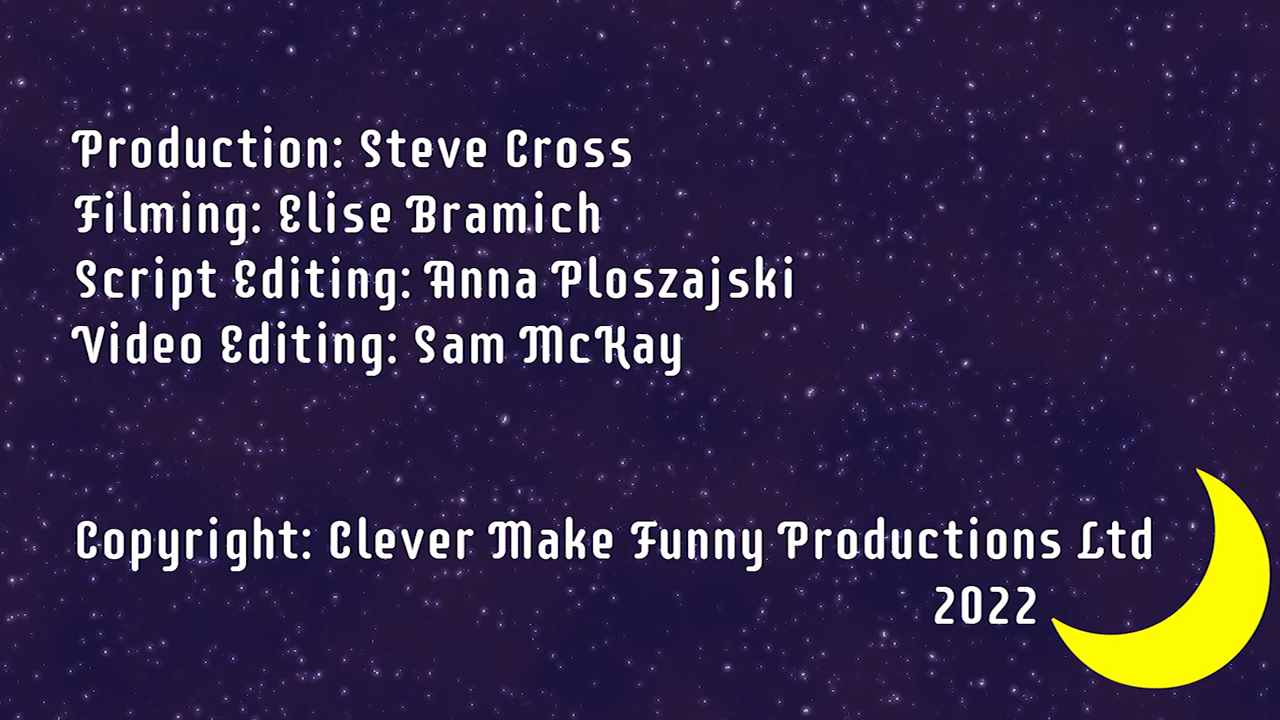 Production: Steve Cross
Filming: Elise Bramich
Script Editing: Anna Ploszajski
Video Editing: Sam McKay
Copyright: Clever Make Funny Productions Ltd
2022